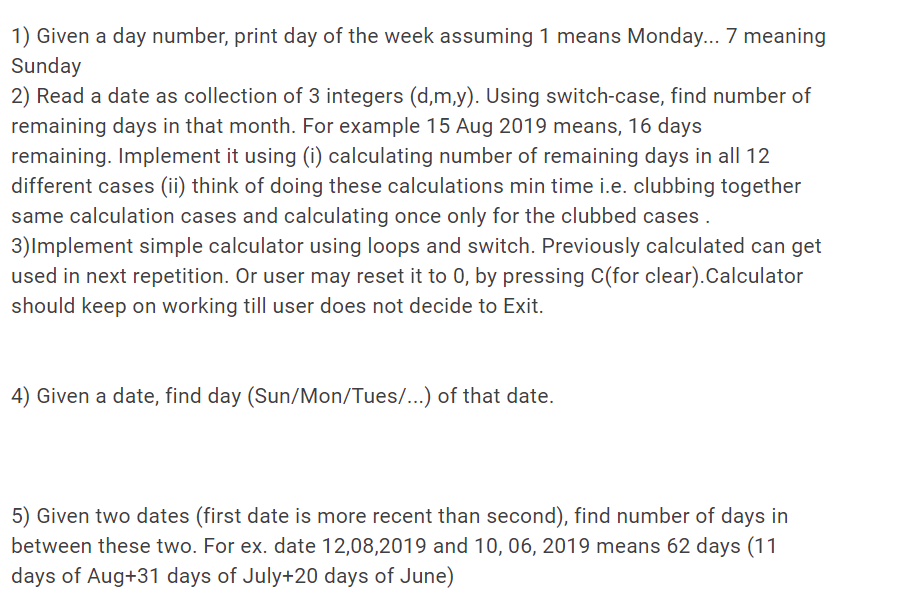 1) Given a day number, print day of the week assuming 1 means Monday... 7 meaning
Sunday
2) Read a date as collection of 3 integers (d,m,y). Using switch-case, find number of
remaining days in that month. For example 15 Aug 2019 means, 16 days
remaining. Implement it using (i) calculating number of remaining days in all 12
different cases (ii) think of doing these calculations min time i.e. clubbing together
same calculation cases and calculating once only for the clubbed cases .
3)Implement simple calculator using loops and switch. Previously calculated can get
used in next repetition. Or user may reset it to 0, by pressing C(for clear).Calculator
should keep on working till user does not decide to Exit.
4) Given a date, find day (Sun/Mon/Tues/...) of that date.
5) Given two dates (first date is more recent than second), find number of days in
between these two. For ex. date 12,08,2019 and 10, 06, 2019 means 62 days (11
days of Aug+31 days of July+20 days of June)